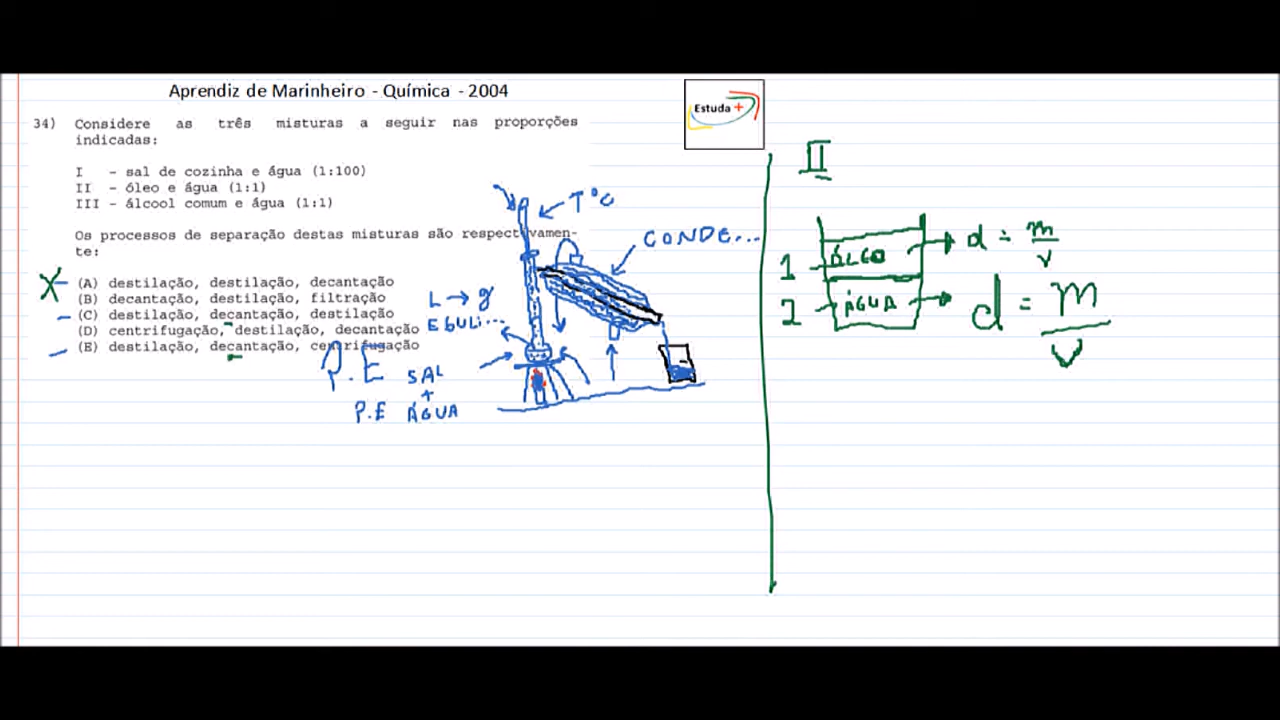 Aprendiz de Marinheiro - Química - 2004
Estuda +
34) Considere as três misturas a seguir nas proporções
indicadas:
I - sal de cozinha e água (1:100)
II - óleo e água (1:1)
III - álcool comum e água (1:1)
Os processos de separação destas misturas são respectivamen-
te:
(A) destilação, destilação, decantação
(B) decantação, destilação, filtração
(C) destilação, decantação, destilação
(D) centrifugação, destilação, decantação
(E) destilação, decantação, centrifugação
T°C
CONDE...
L → g
EBULI...
P.E SAL
+
P.E ÁGUA
II
1 ÓLEO → d = m/v
2 ÁGUA → d = m/v